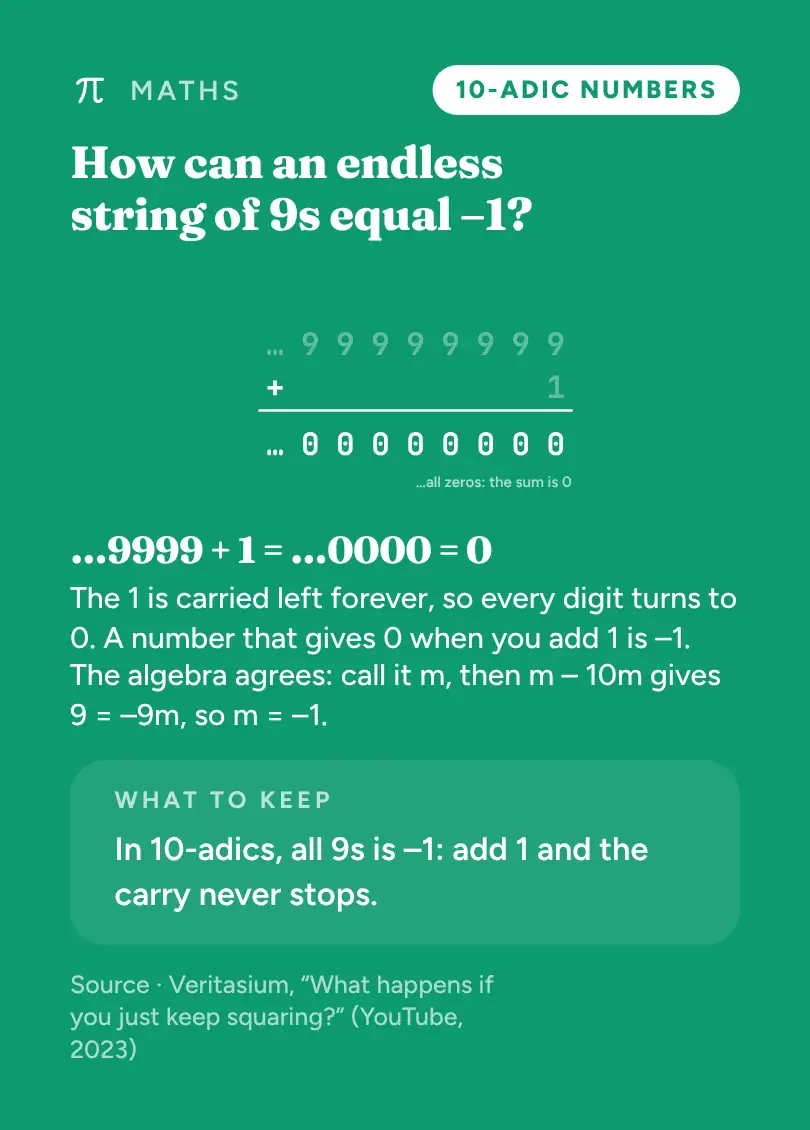 π MATHS
10-ADIC NUMBERS
How can an endless
string of 9s equal –1?
… 9 9 9 9 9 9 9 9
+ 1
… 0 0 0 0 0 0 0 0
…all zeros: the sum is 0
…9999 + 1 = …0000 = 0
The 1 is carried left forever, so every digit turns to
0. A number that gives 0 when you add 1 is –1.
The algebra agrees: call it m, then m – 10m gives
9 = –9m, so m = –1.
WHAT TO KEEP
In 10-adics, all 9s is –1: add 1 and the
carry never stops.
Source · Veritasium, “What happens if
you just keep squaring?” (YouTube,
2023)